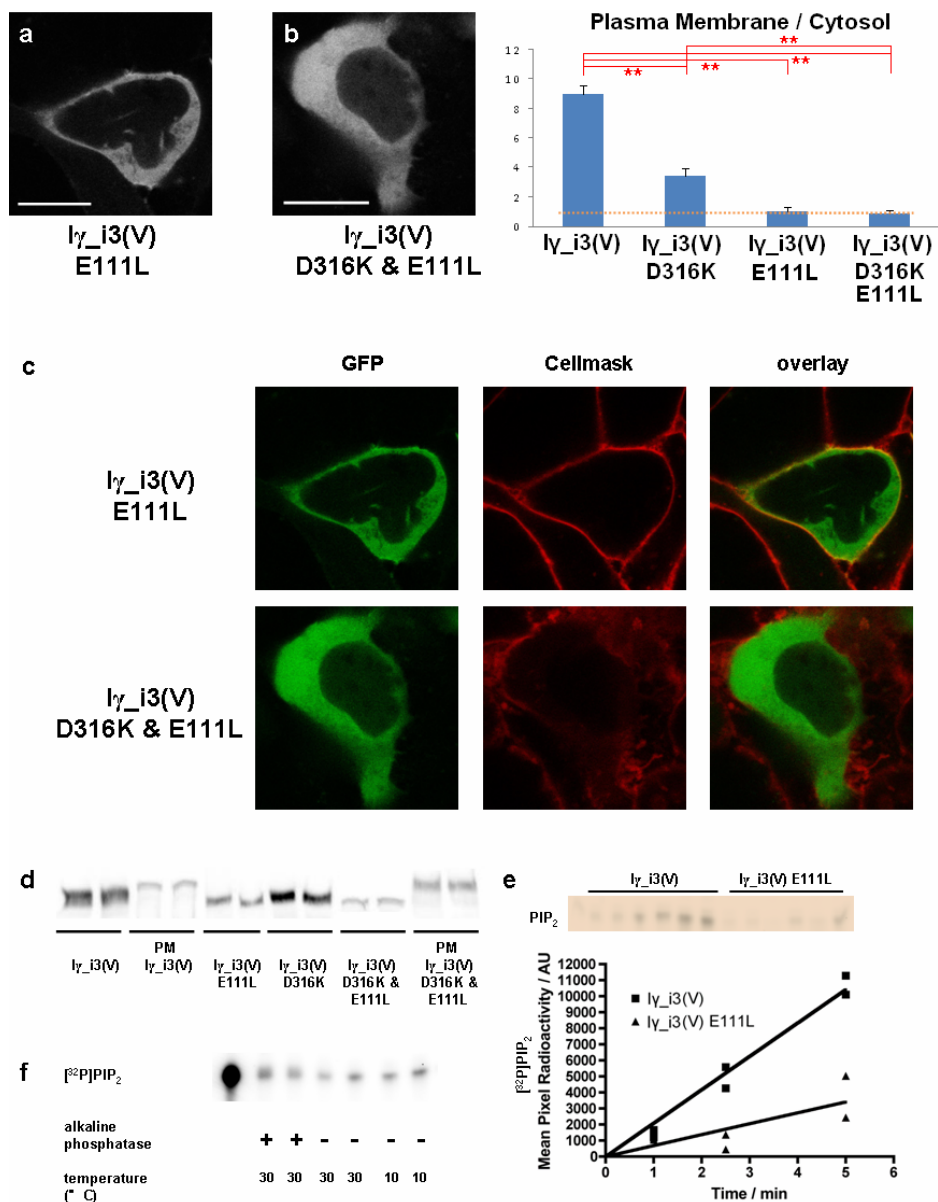 a
b
Iγ_i3(V)
E111L
Iγ_i3(V)
D316K & E111L
Plasma Membrane / Cytosol
12
10
8
6
4
2
0
**
**
**
**
Iγ_i3(V)
Iγ_i3(V)
D316K
Iγ_i3(V)
E111L
Iγ_i3(V)
D316K
E111L
c
GFP
Cellmask
overlay
Iγ_i3(V)
E111L
Iγ_i3(V)
D316K & E111L
d
Iγ_i3(V)
PM
Iγ_i3(V)
Iγ_i3(V)
E111L
Iγ_i3(V)
D316K
Iγ_i3(V)
D316K &
E111L
PM
Iγ_i3(V)
D316K &
E111L
e
Iγ_i3(V)
Iγ_i3(V) E111L
PIP₂
[³²P]PIP₂
Mean Pixel Radioactivity / AU
12000
11000
10000
9000
8000
7000
6000
5000
4000
3000
2000
1000
0
Iγ_i3(V)
Iγ_i3(V) E111L
0 1 2 3 4 5 6
Time / min
f
[³²P]PIP₂
alkaline
phosphatase
+ + - - - -
temperature
(° C)
30 30 30 30 10 10